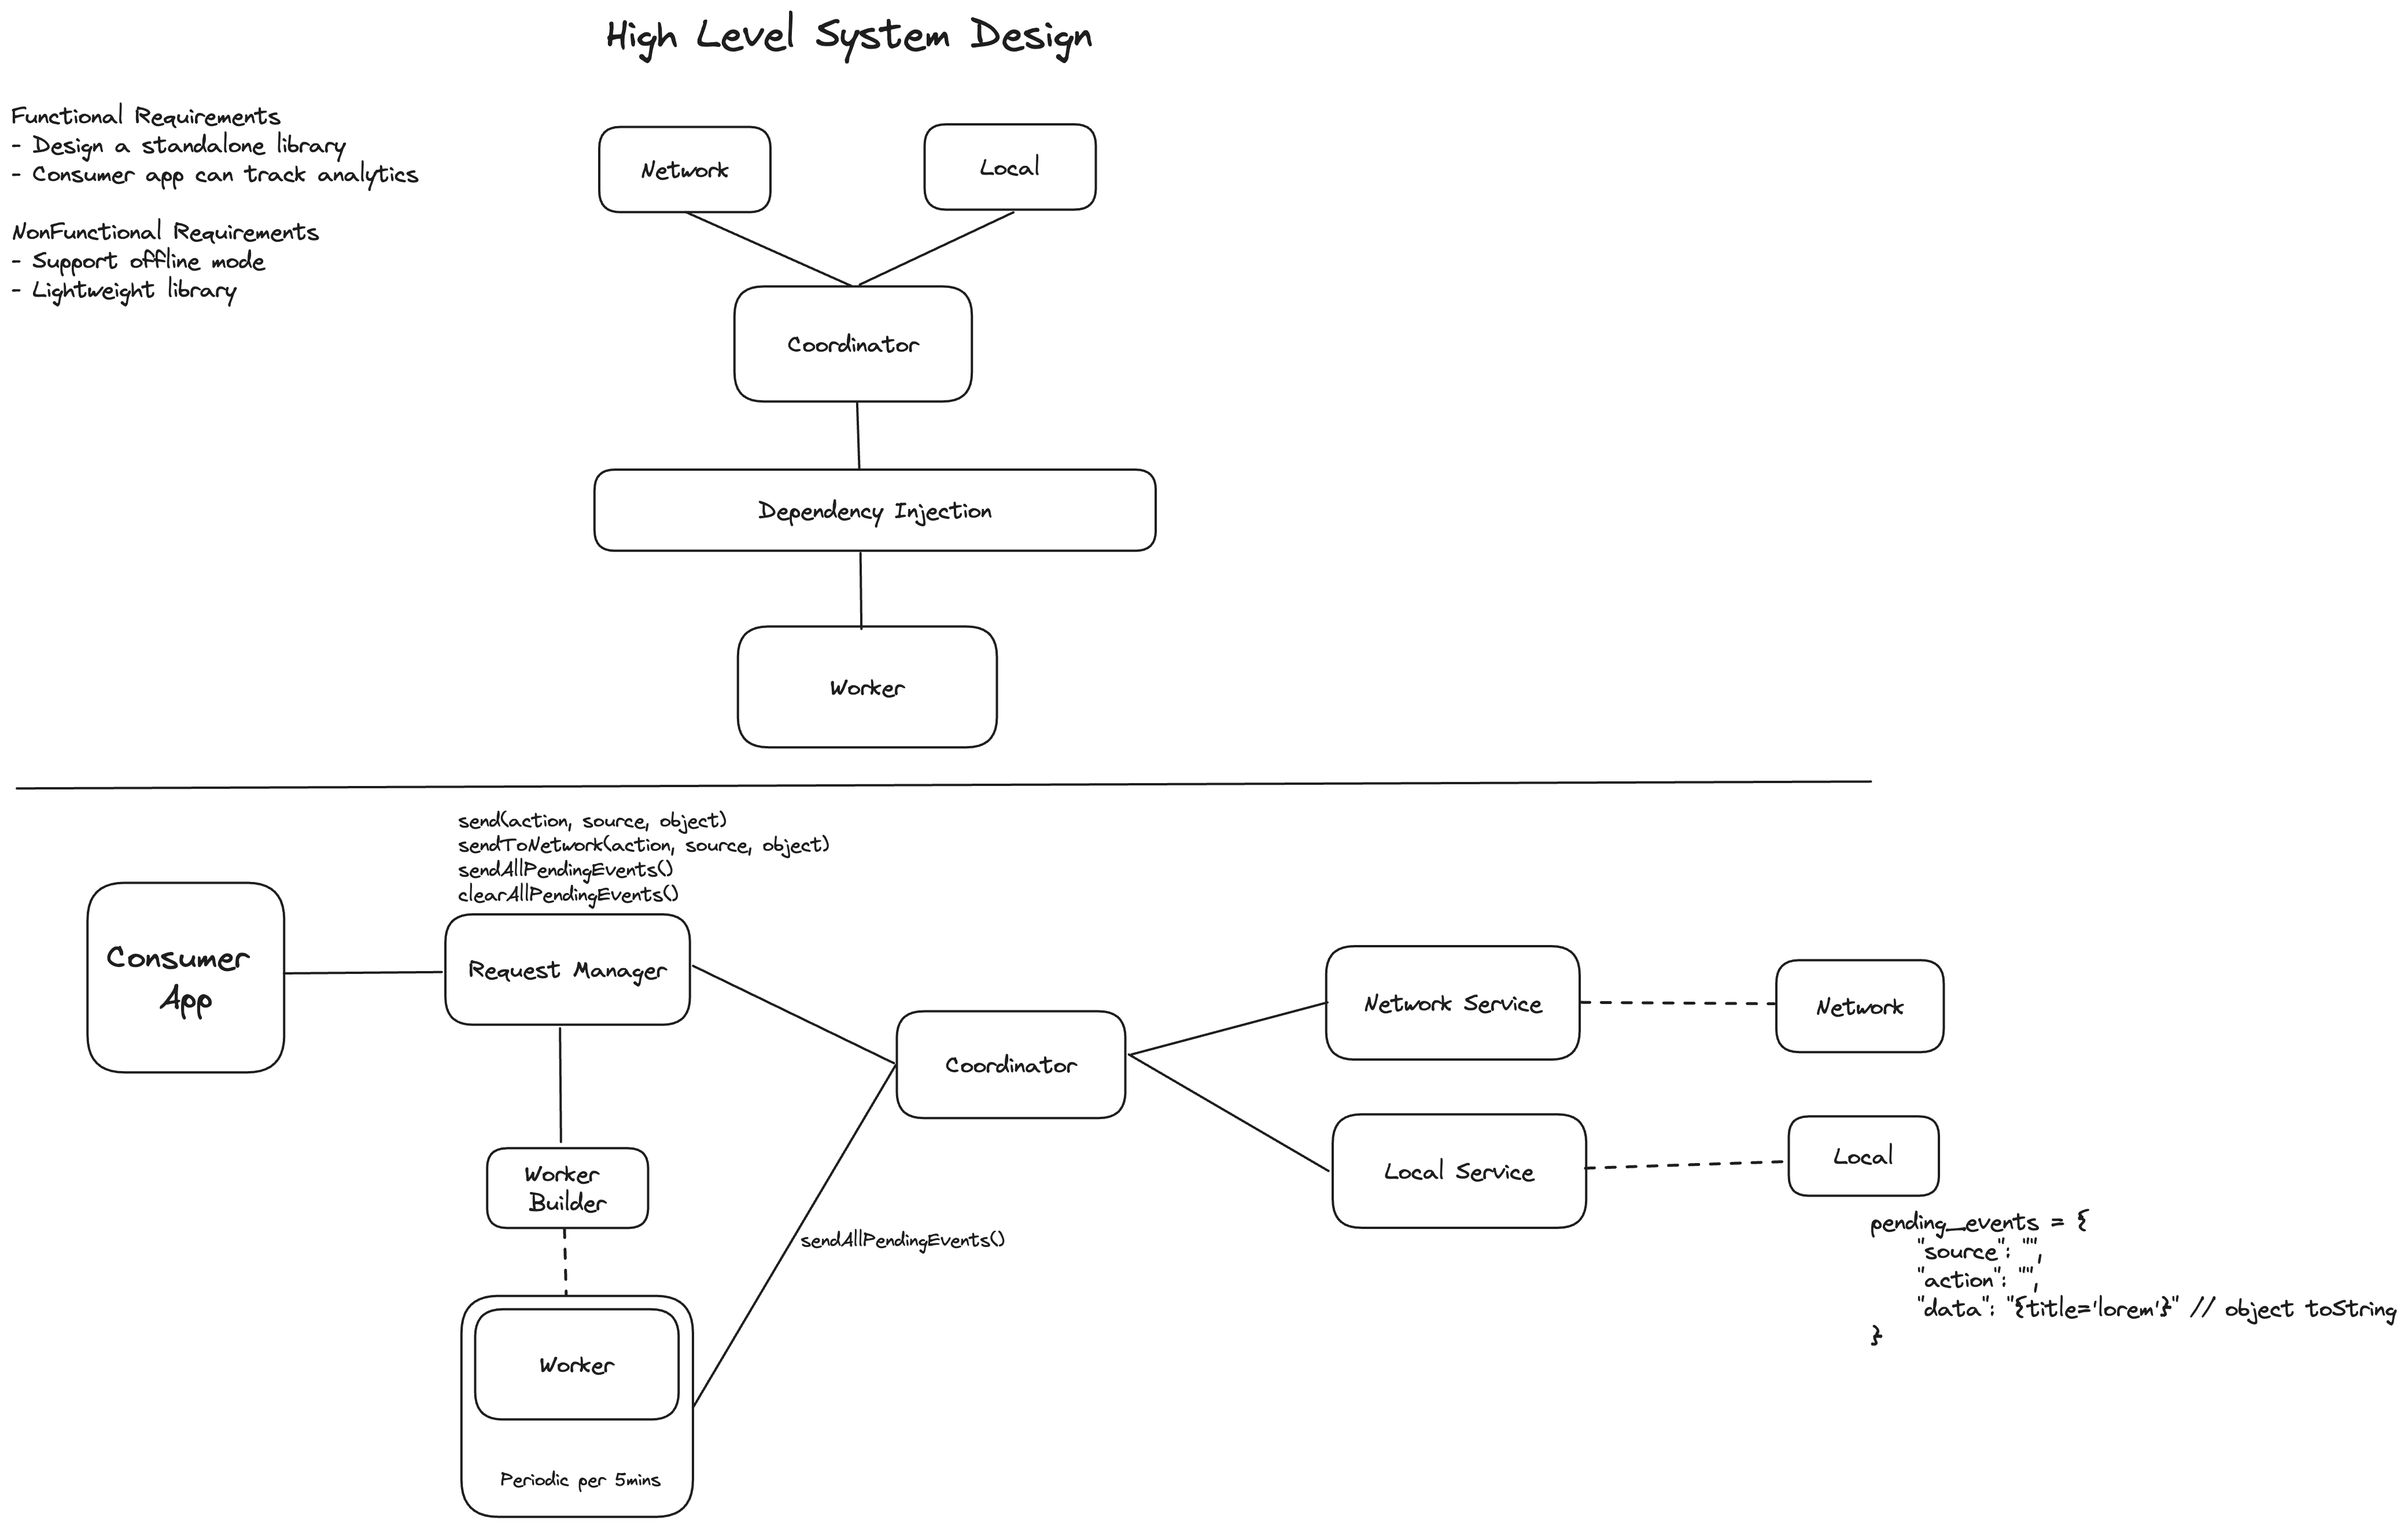 High Level System Design
Functional Requirements
- Design a standalone library
- Consumer app can track analytics
NonFunctional Requirements
- Support offline mode
- Lightweight library
Network
Local
Coordinator
Dependency Injection
Worker
send(action, source, object)
sendToNetwork(action, source, object)
sendAllPendingEvents()
clearAllPendingEvents()
Consumer
App
Request Manager
Coordinator
Network Service
Network
Local Service
Local
Worker
Builder
sendAllPendingEvents()
Worker
Periodic per 5mins
pending_events = {
"source": "",
"action": "",
"data": "{title='lorem'}" // object toString
}